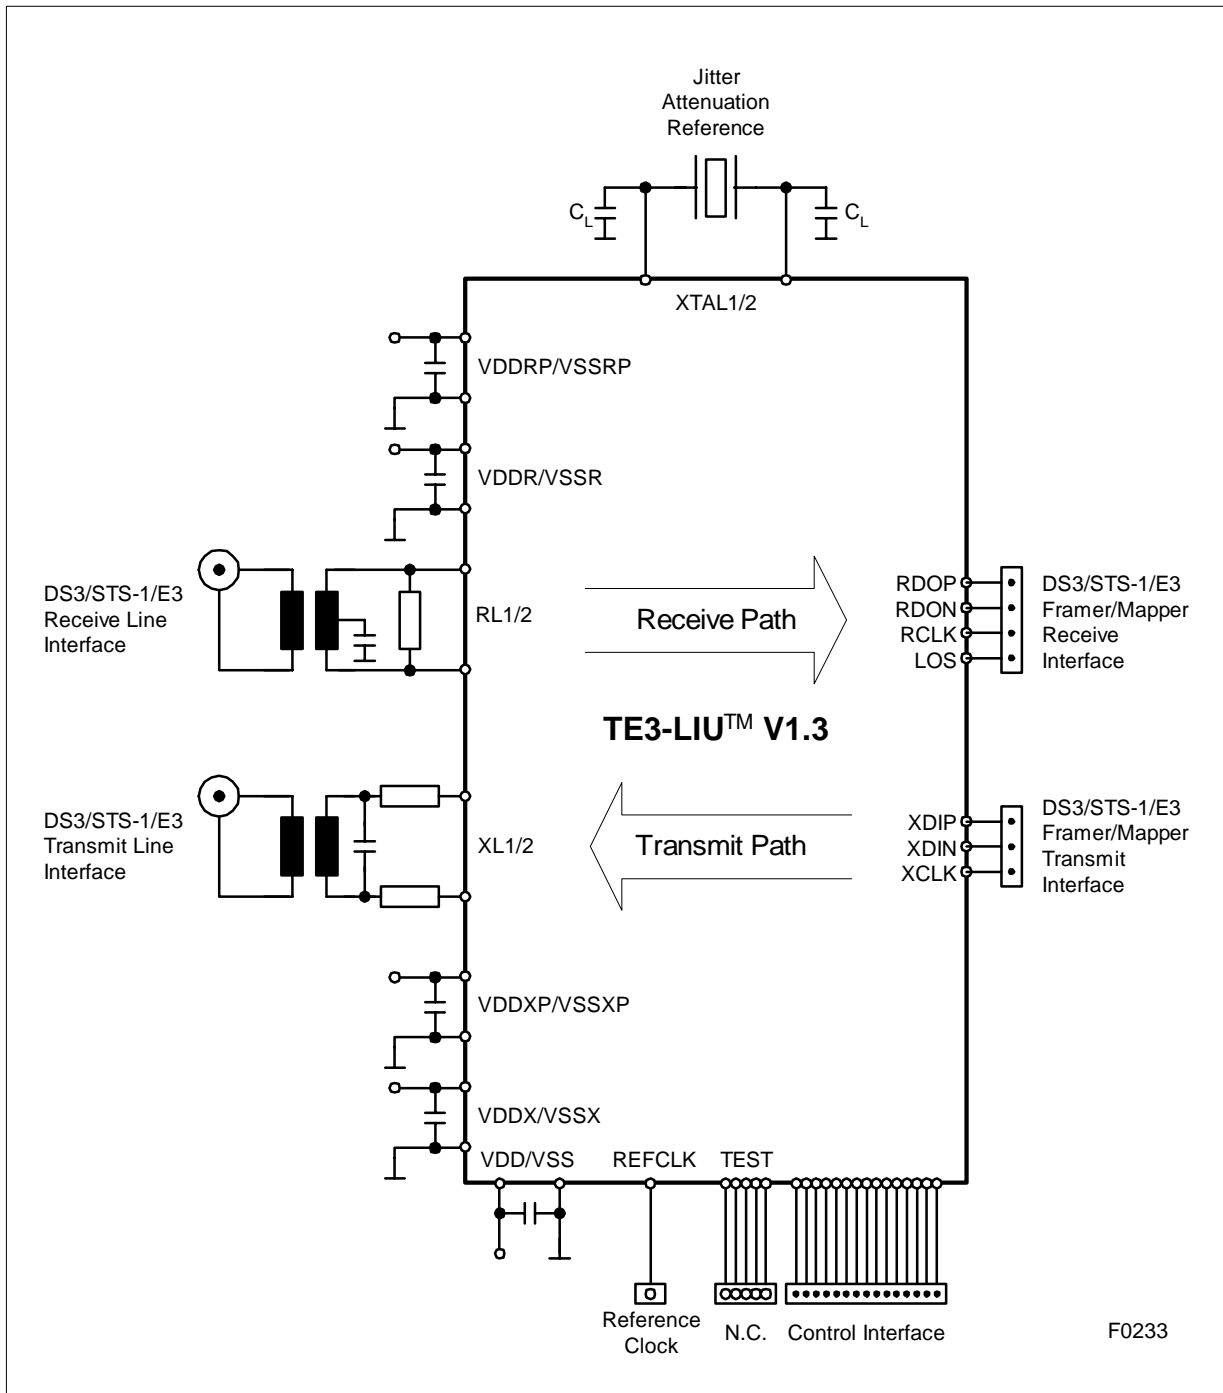 Jitter
Attenuation
Reference
CL
CL
XTAL1/2
VDDRP/VSSRP
VDDR/VSSR
DS3/STS-1/E3
Receive Line
Interface
RL1/2
Receive Path
RDOP
RDON
RCLK
LOS
DS3/STS-1/E3
Framer/Mapper
Receive
Interface
TE3-LIU™ V1.3
DS3/STS-1/E3
Transmit Line
Interface
XL1/2
Transmit Path
XDIP
XDIN
XCLK
DS3/STS-1/E3
Framer/Mapper
Transmit
Interface
VDDXP/VSSXP
VDDX/VSSX
VDD/VSS
REFCLK
TEST
Reference
Clock
N.C.
Control Interface
F0233